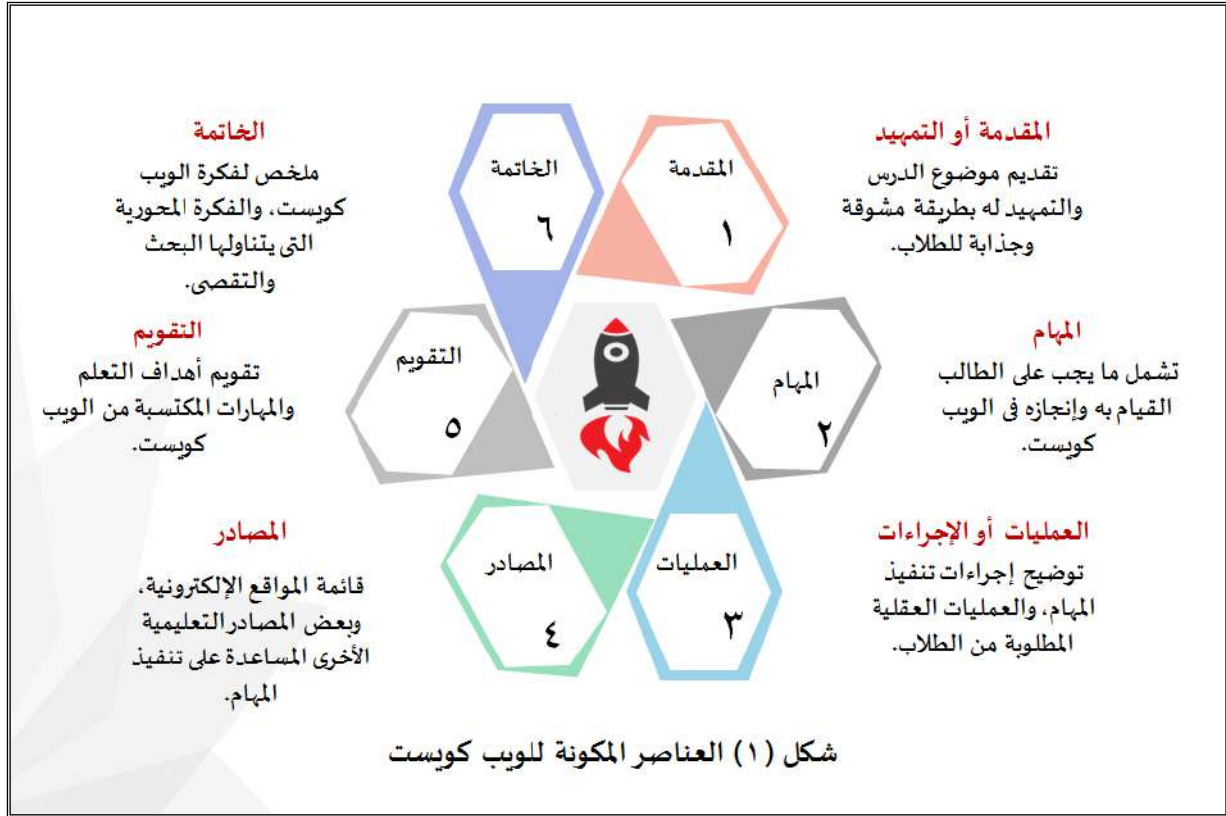 المقدمة أو التمهيد
تقديم موضوع الدرس
والتمهيد له بطريقة مشوقة
وجذابة للطلاب.
المهام
تشمل ما يجب على الطالب
القيام به وإنجازه فى الويب
كويست.
العمليات أو الإجراءات
توضيح إجراءات تنفيذ
المهام، والعمليات العقلية
المطلوبة من الطلاب.
المقدمة
١
المهام
٢
العمليات
٣
المصادر
٤
التقويم
٥
الخاتمة
٦
الخاتمة
ملخص لفكرة الويب
كويست، والفكرة المحورية
التى يتناولها البحث
والتقصى.
التقويم
تقويم أهداف التعلم
والمهارات المكتسبة من الويب
كويست.
المصادر
قائمة المواقع الإلكترونية،
وبعض المصادر التعليمية
الأخرى المساعدة على تنفيذ
المهام.
شكل (١) العناصر المكونة للويب كويست